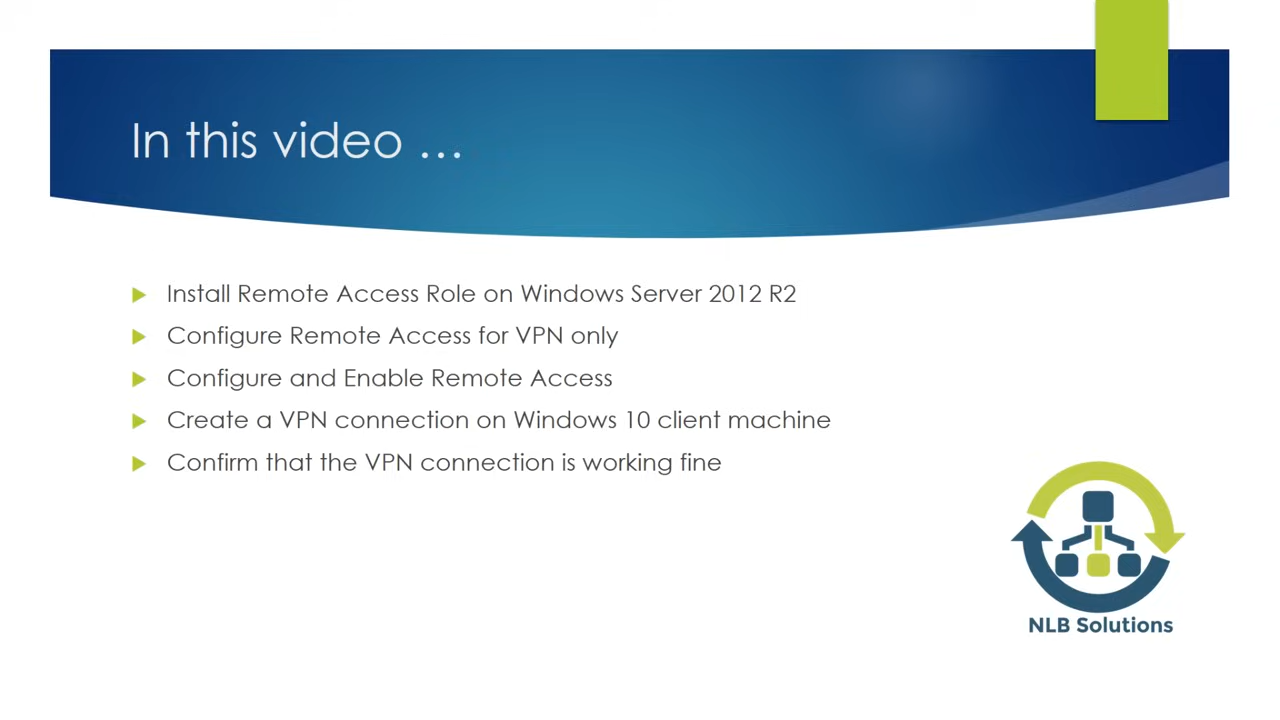 In this video ...
Install Remote Access Role on Windows Server 2012 R2
Configure Remote Access for VPN only
Configure and Enable Remote Access
Create a VPN connection on Windows 10 client machine
Confirm that the VPN connection is working fine
NLB Solutions